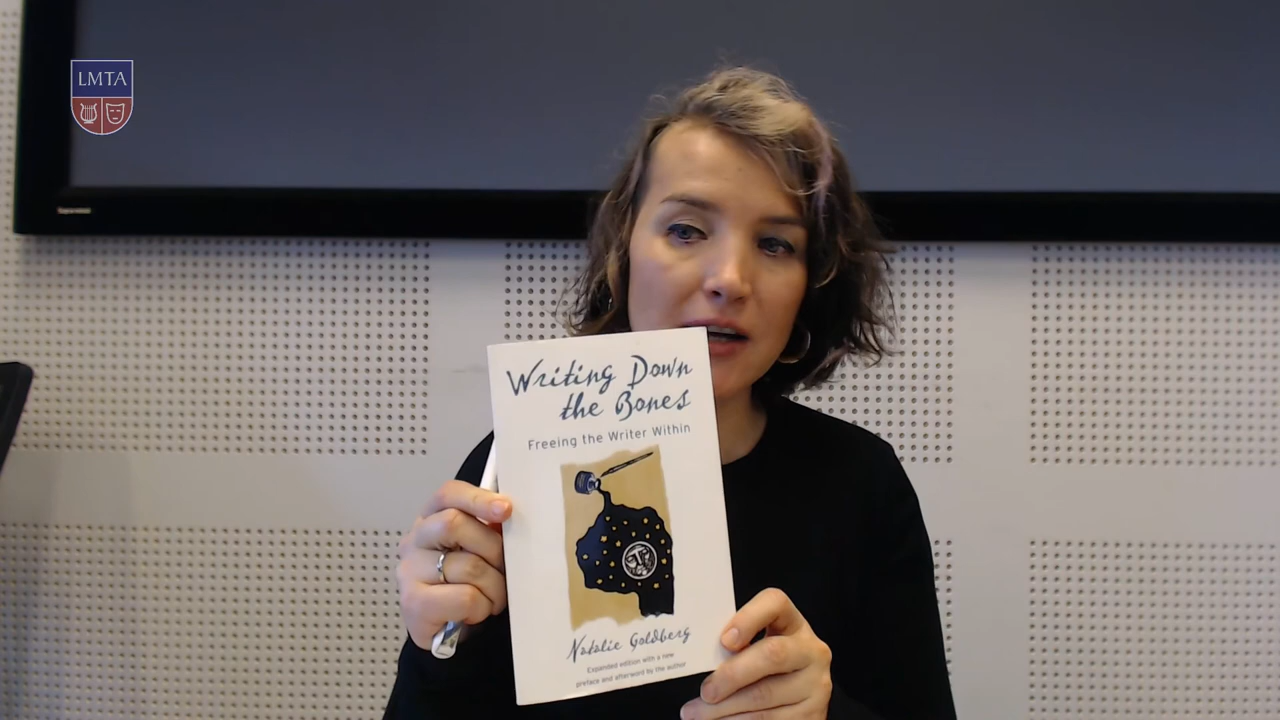 LMTA
Writing Down
the Bones
Freeing the Writer Within
Natalie Goldberg
Expanded edition with a new
preface and afterword by the author